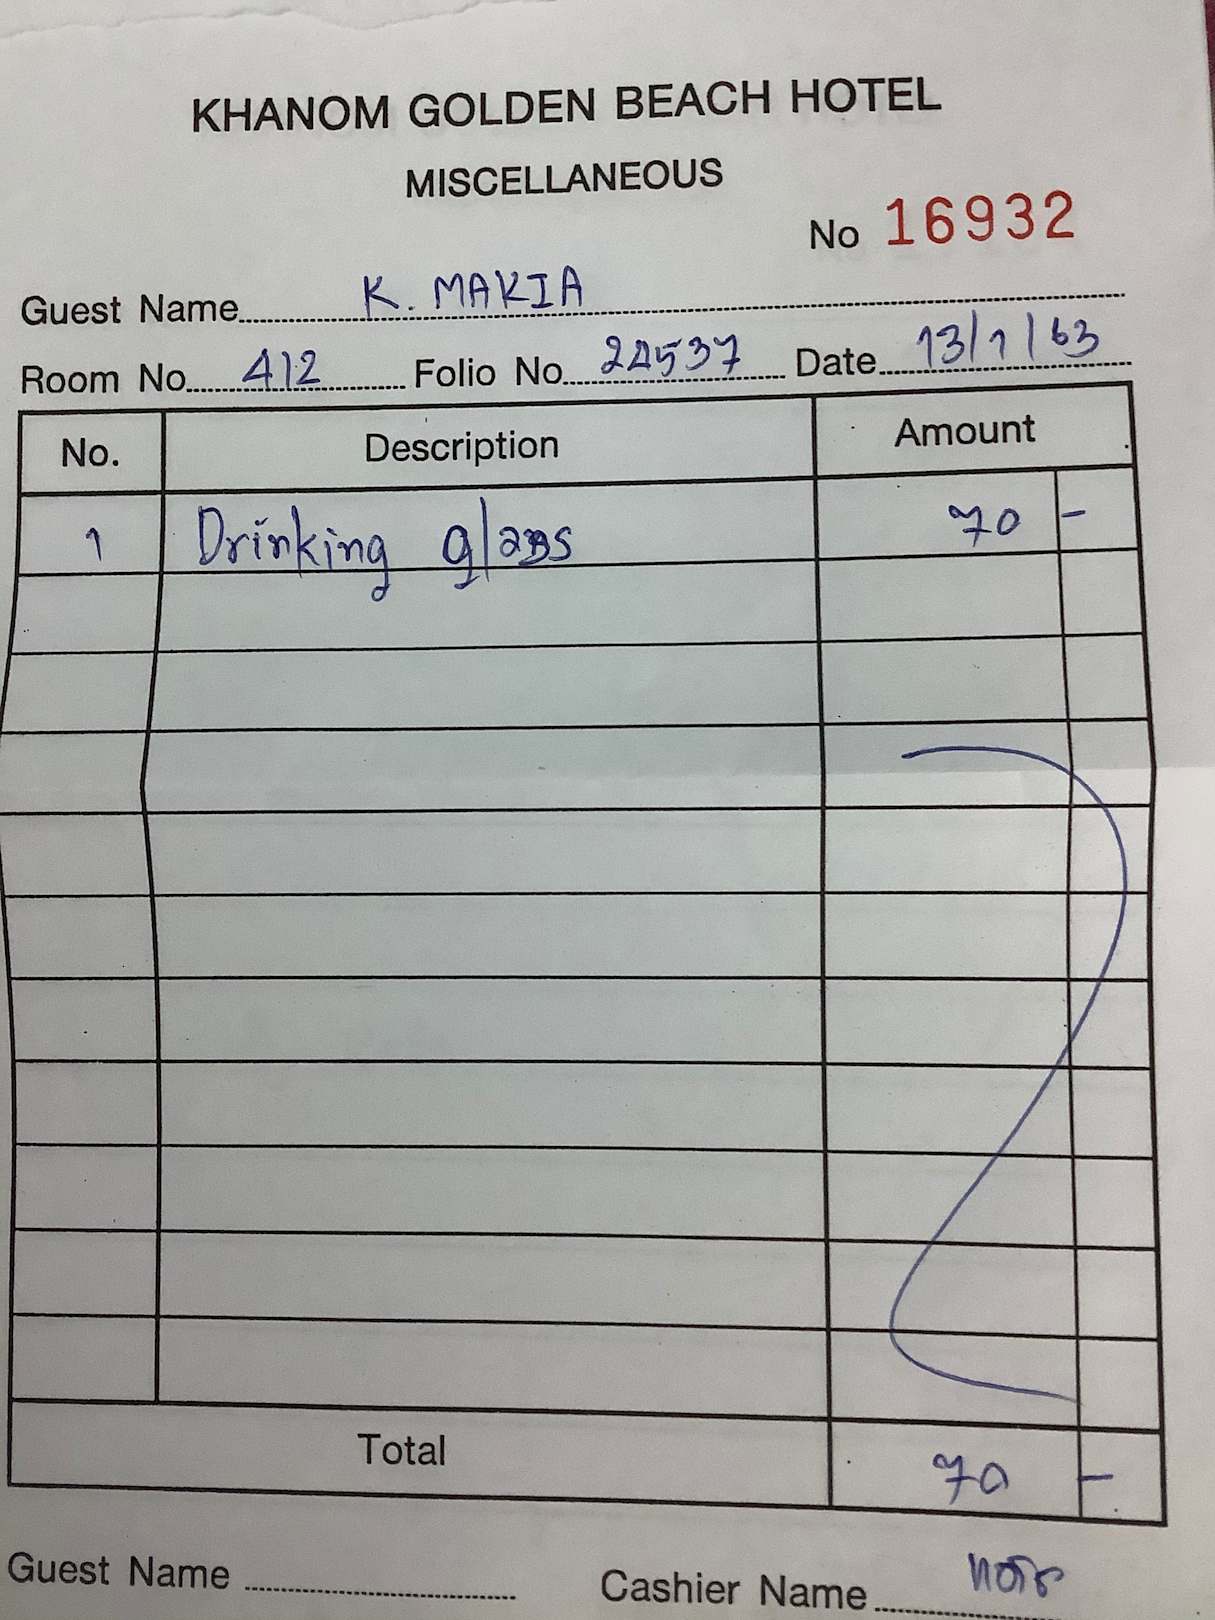 KHANOM GOLDEN BEACH HOTEL
MISCELLANEOUS
No 16932
Guest Name K. MAKIA
Room No. 412 Folio No. 22537 Date 13/1/63
No. Description Amount
1 Drinking glass 70 -
Total 70 -
Guest Name Cashier Name